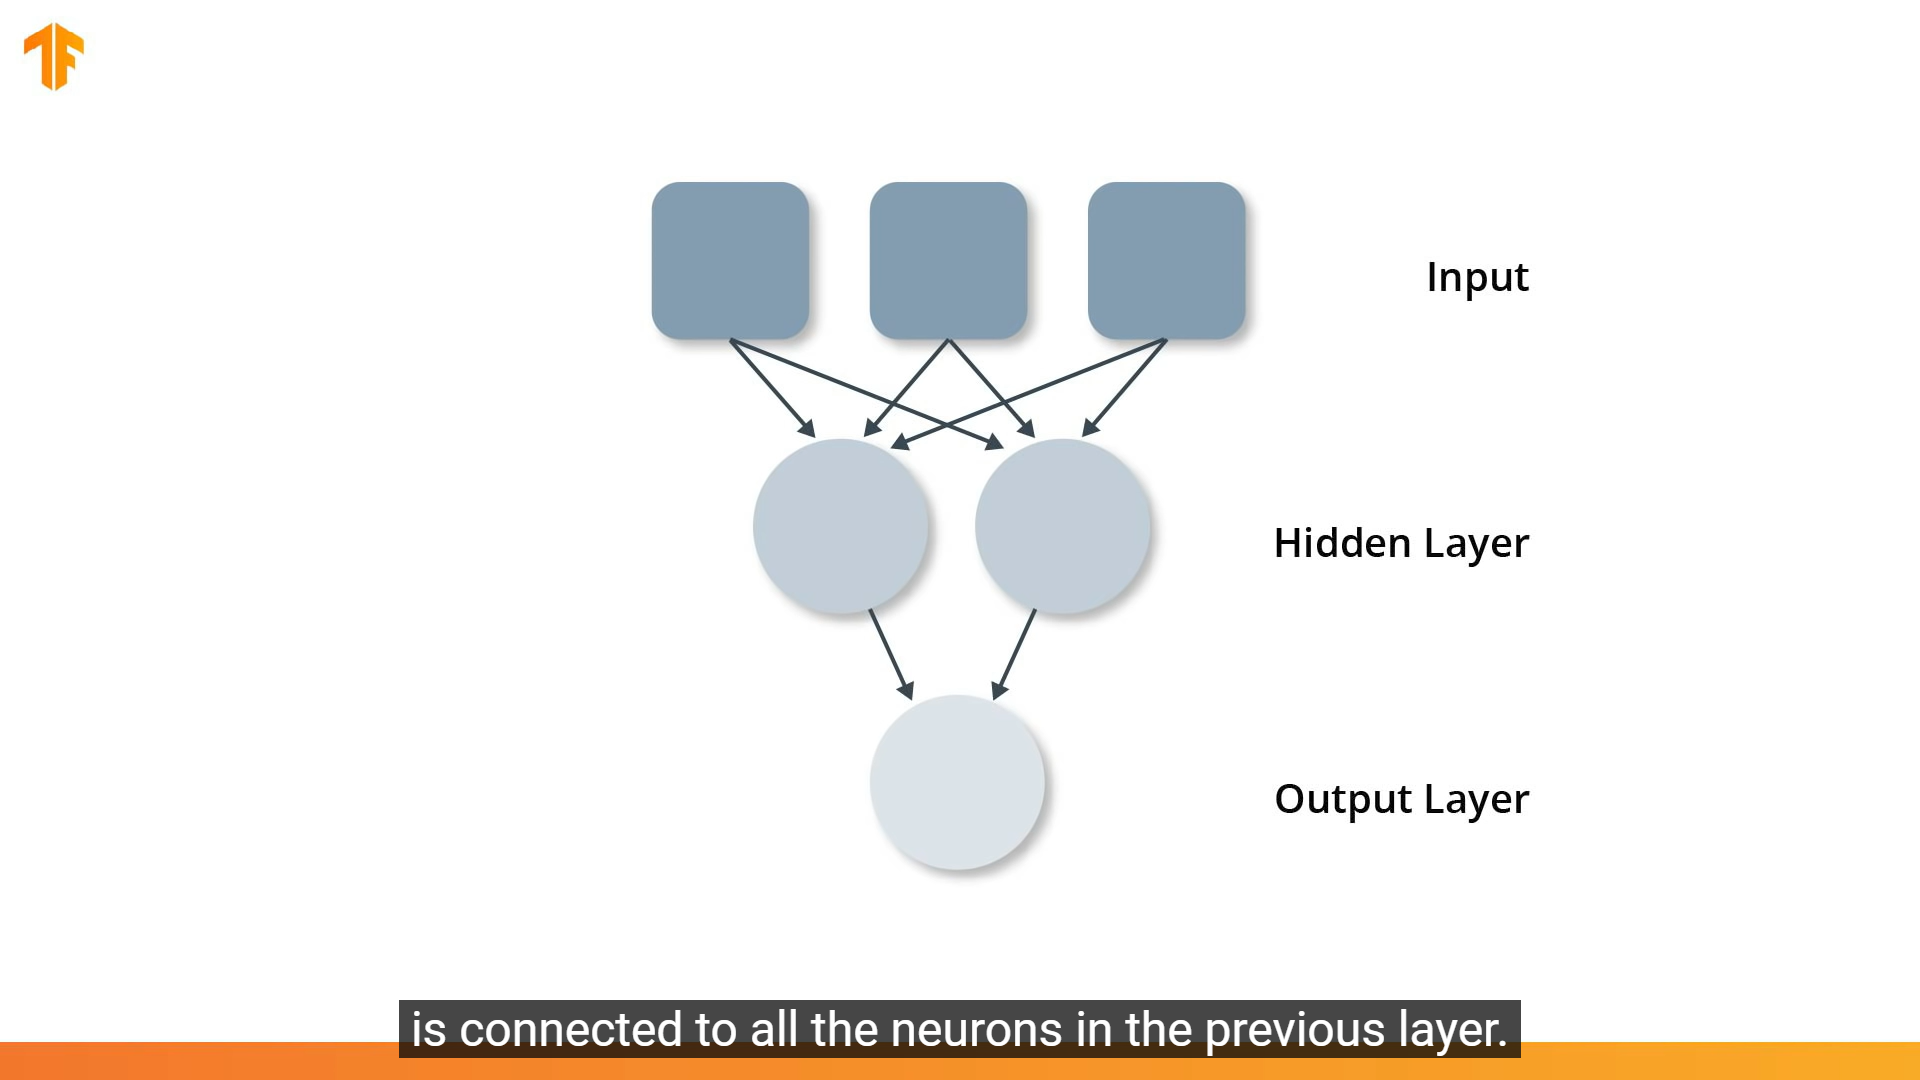 Input
Hidden Layer
Output Layer
is connected to all the neurons in the previous layer.